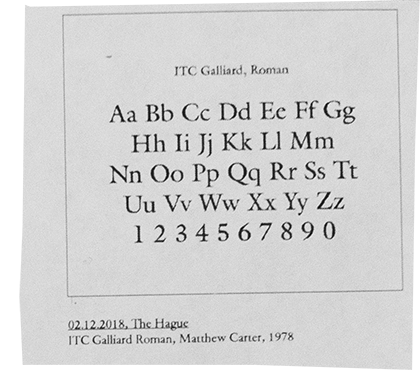 ITC Galliard, Roman
Aa Bb Cc Dd Ee Ff Gg
Hh Ii Jj Kk Ll Mm
Nn Oo Pp Qq Rr Ss Tt
Uu Vv Ww Xx Yy Zz
1 2 3 4 5 6 7 8 9 0
02.12.2018, The Hague
ITC Galliard Roman, Matthew Carter, 1978